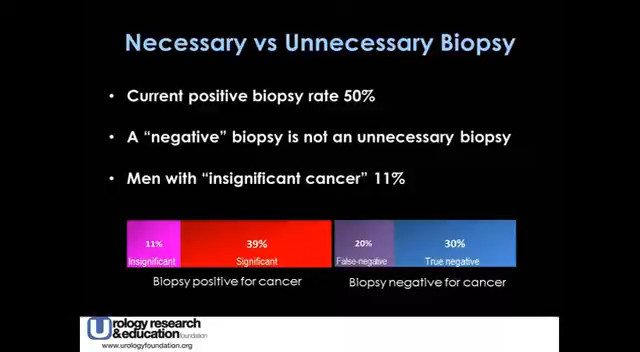 Necessary vs Unnecessary Biopsy
• Current positive biopsy rate 50%
• A “negative” biopsy is not an unnecessary biopsy
• Men with “insignificant cancer” 11%
11% 39% 20% 30%
Insignificant Significant False-negative True negative
Biopsy positive for cancer Biopsy negative for cancer
Urology research
&education foundation
www.urologyfoundation.org